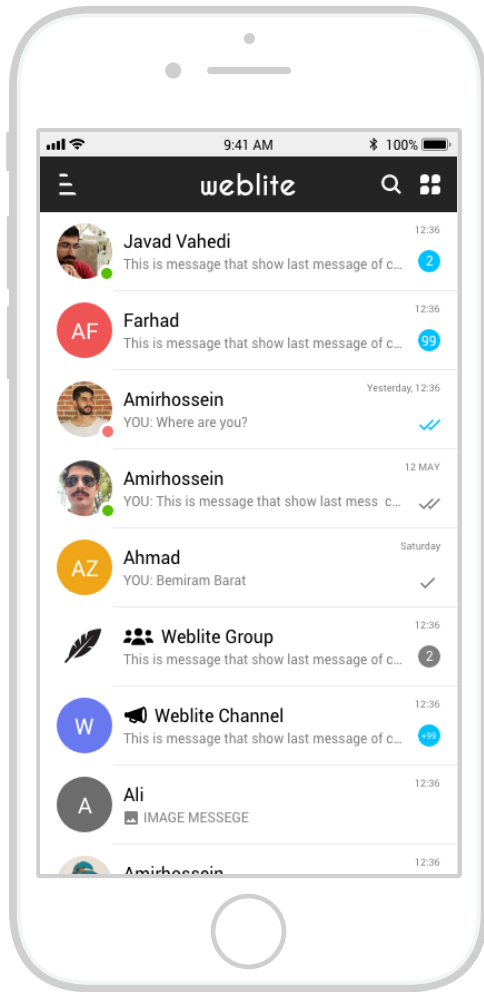 9:41 AM
100%
weblite
Javad Vahedi
12:36
This is message that show last message of c...
2
AF
Farhad
12:36
This is message that show last message of c...
99
Amirhossein
Yesterday, 12:36
YOU: Where are you?
Amirhossein
12 MAY
YOU: This is message that show last mess c...
AZ
Ahmad
Saturday
YOU: Bemiram Barat
Weblite Group
12:36
This is message that show last message of c...
2
W
Weblite Channel
12:36
This is message that show last message of c...
+99
A
Ali
12:36
IMAGE MESSEGE
Amirhossein
12:36